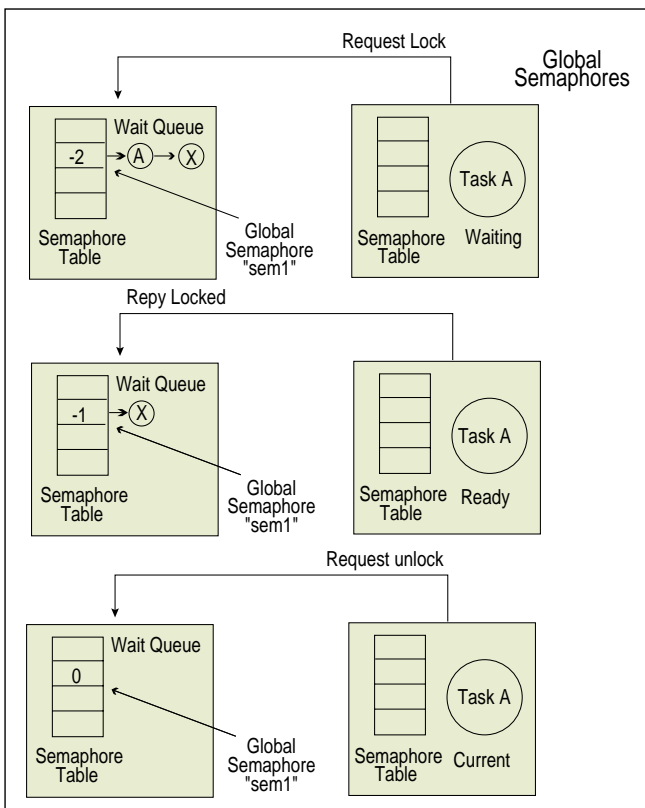 Request Lock
Global
Semaphores
Wait Queue
-2
A
X
Semaphore
Table
Global
Semaphore
"sem1"
Task A
Semaphore
Table
Waiting
Repy Locked
Wait Queue
-1
X
Semaphore
Table
Global
Semaphore
"sem1"
Task A
Semaphore
Table
Ready
Request unlock
Wait Queue
0
Semaphore
Table
Global
Semaphore
"sem1"
Task A
Semaphore
Table
Current